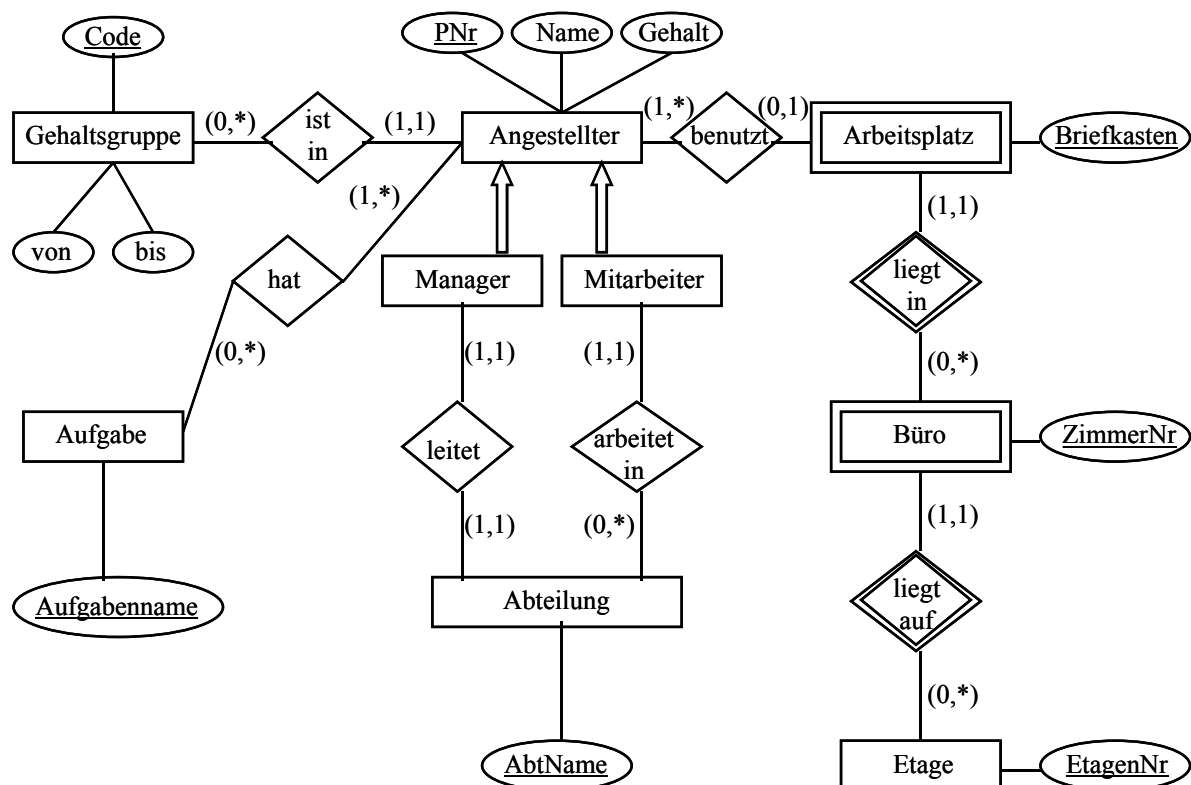 Code
PNr
Name
Gehalt
Gehaltsgruppe
(0,*)
ist
in
(1,1)
Angestellter
(1,*)
benutzt
(0,1)
Arbeitsplatz
Briefkasten
von
bis
(1,*)
hat
(0,*)
Manager
Mitarbeiter
(1,1)
liegt
in
(0,*)
(1,1)
(1,1)
Aufgabe
leitet
arbeitet
in
Büro
ZimmerNr
(1,1)
(0,*)
(1,1)
liegt
auf
Aufgabenname
Abteilung
(0,*)
AbtName
Etage
EtagenNr